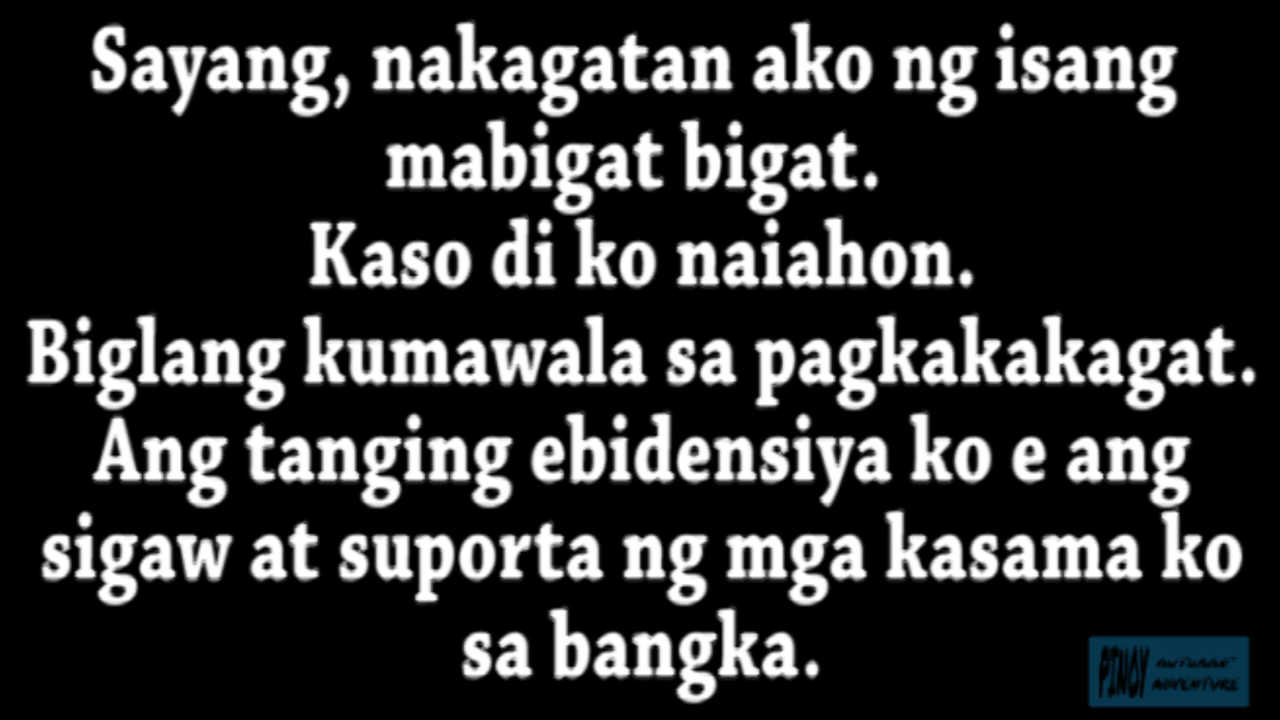 Sayang, nakagatan ako ng isang
mabigat bigat.
Kaso di ko naiahon.
Biglang kumawala sa pagkakakagat.
Ang tanging ebidensiya ko e ang
sigaw at suporta ng mga kasama ko
sa bangka.
PINOY
ADVENTURE